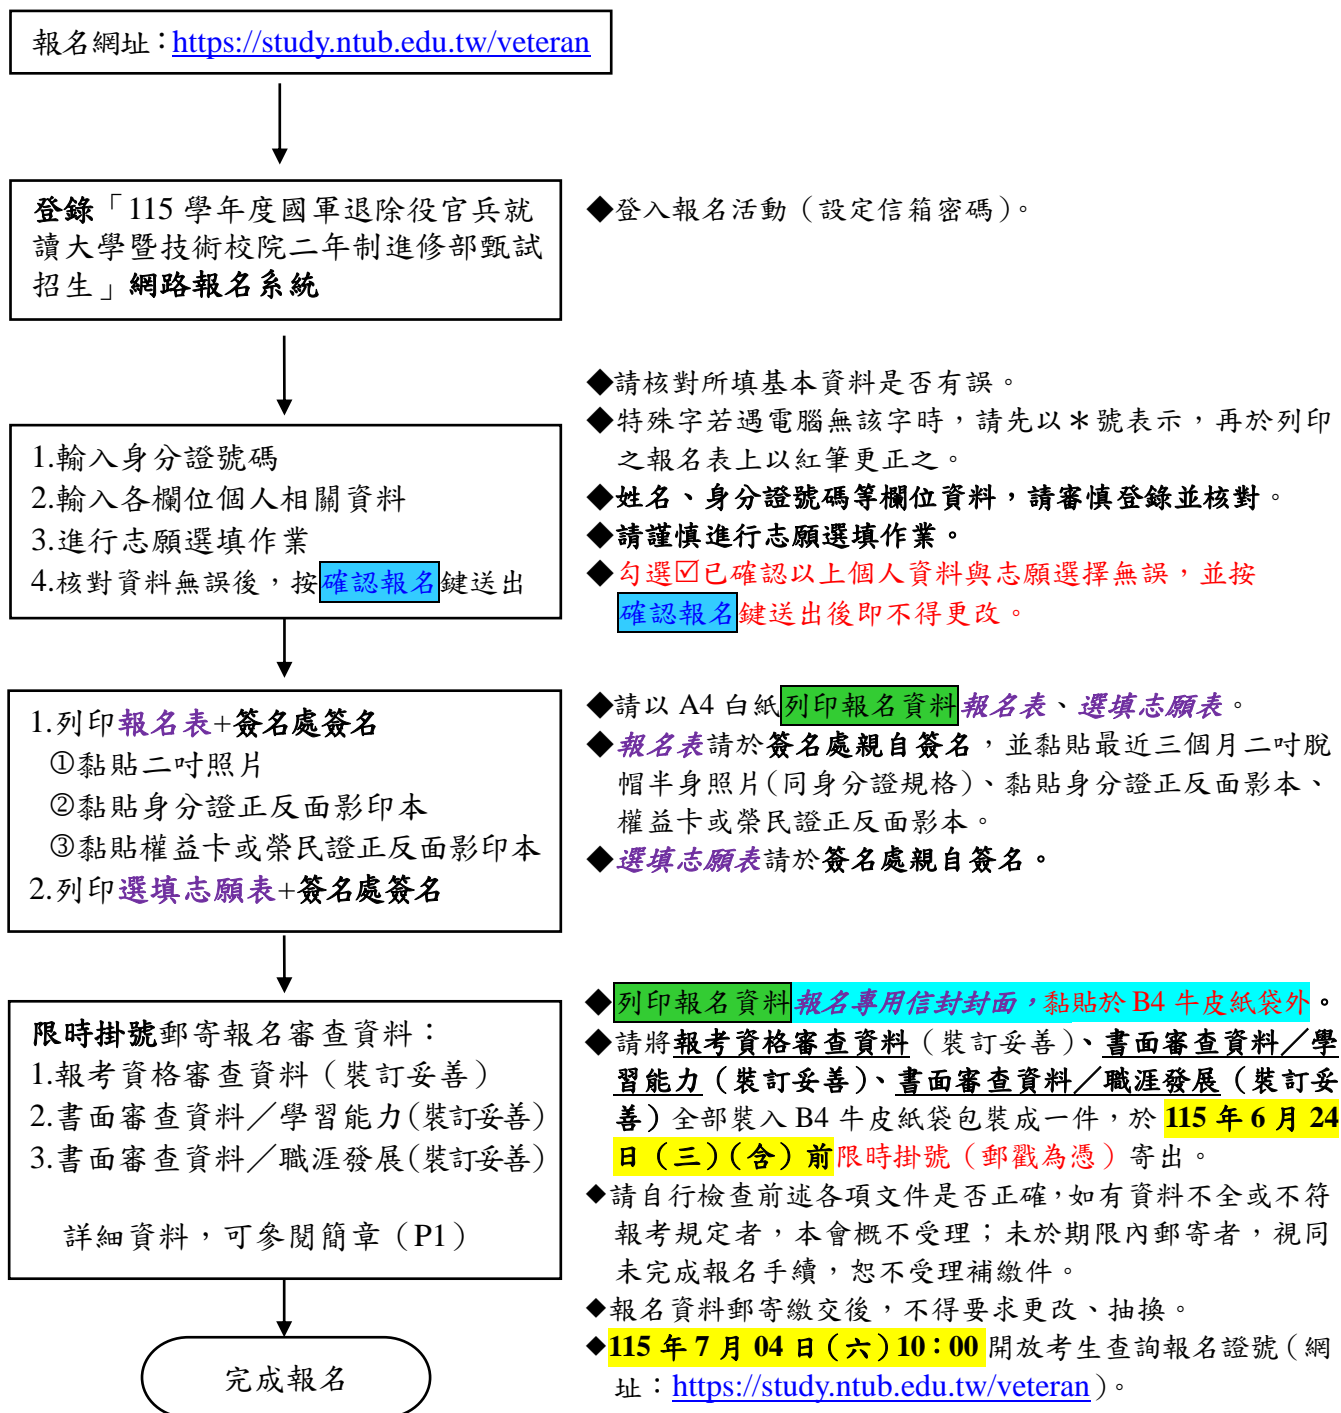 報名網址：https://study.ntub.edu.tw/veteran
登錄「115 學年度國軍退除役官兵就
讀大學暨技術校院二年制進修部甄試
招生」網路報名系統
◆登入報名活動（設定信箱密碼）。
1.輸入身分證號碼
2.輸入各欄位個人相關資料
3.進行志願選填作業
4.核對資料無誤後，按確認報名鍵送出
◆請核對所填基本資料是否有誤。
◆特殊字若遇電腦無該字時，請先以＊號表示，再於列印
之報名表上以紅筆更正之。
◆姓名、身分證號碼等欄位資料，請審慎登錄並核對。
◆請謹慎進行志願選填作業。
◆勾選☑已確認以上個人資料與志願選擇無誤，並按
確認報名鍵送出後即不得更改。
1.列印報名表+簽名處簽名
①黏貼二吋照片
②黏貼身分證正反面影印本
③黏貼權益卡或榮民證正反面影印本
2.列印選填志願表+簽名處簽名
◆請以 A4 白紙列印報名資料報名表、選填志願表。
◆報名表請於簽名處親自簽名，並黏貼最近三個月二吋脫
帽半身照片(同身分證規格)、黏貼身分證正反面影本、
權益卡或榮民證正反面影本。
◆選填志願表請於簽名處親自簽名。
限時掛號郵寄報名審查資料：
1.報考資格審查資料（裝訂妥善）
2.書面審查資料／學習能力(裝訂妥善)
3.書面審查資料／職涯發展(裝訂妥善)
詳細資料，可參閱簡章（P1）
◆列印報名資料報名專用信封封面，黏貼於 B4 牛皮紙袋外。
◆請將報考資格審查資料（裝訂妥善）、書面審查資料／學
習能力（裝訂妥善）、書面審查資料／職涯發展（裝訂妥
善）全部裝入 B4 牛皮紙袋包裝成一件，於 115 年 6 月 24
日（三）（含）前限時掛號（郵戳為憑）寄出。
◆請自行檢查前述各項文件是否正確，如有資料不全或不符
報考規定者，本會概不受理；未於期限內郵寄者，視同
未完成報名手續，恕不受理補繳件。
◆報名資料郵寄繳交後，不得要求更改、抽換。
◆115 年 7 月 04 日（六）10：00 開放考生查詢報名證號（網
址：https://study.ntub.edu.tw/veteran）。
完成報名